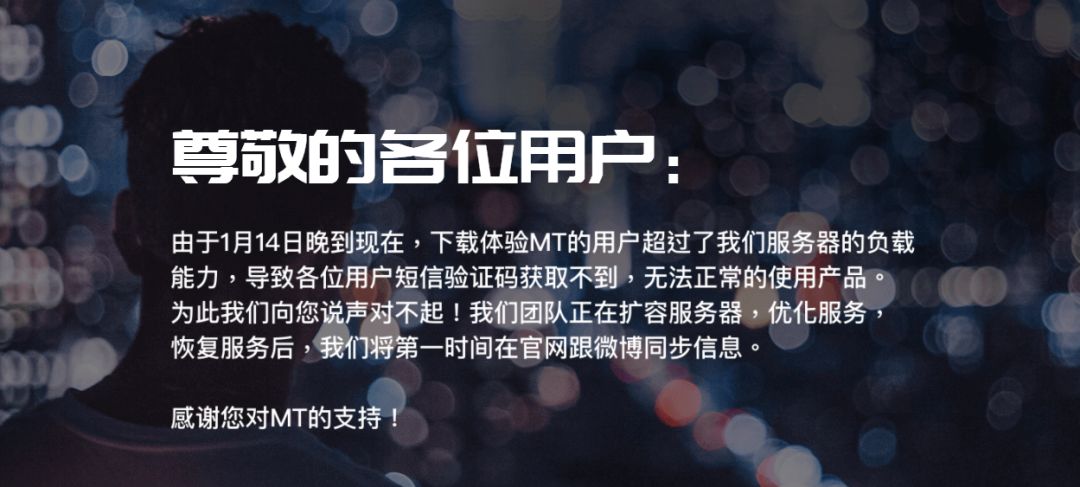 尊敬的各位用户：
由于1月14日晚到现在，下载体验MT的用户超过了我们服务器的负载
能力，导致各位用户短信验证码获取不到，无法正常的使用产品。
为此我们向您说声对不起！我们团队正在扩容服务器，优化服务，
恢复服务后，我们将第一时间在官网跟微博同步信息。
感谢您对MT的支持！